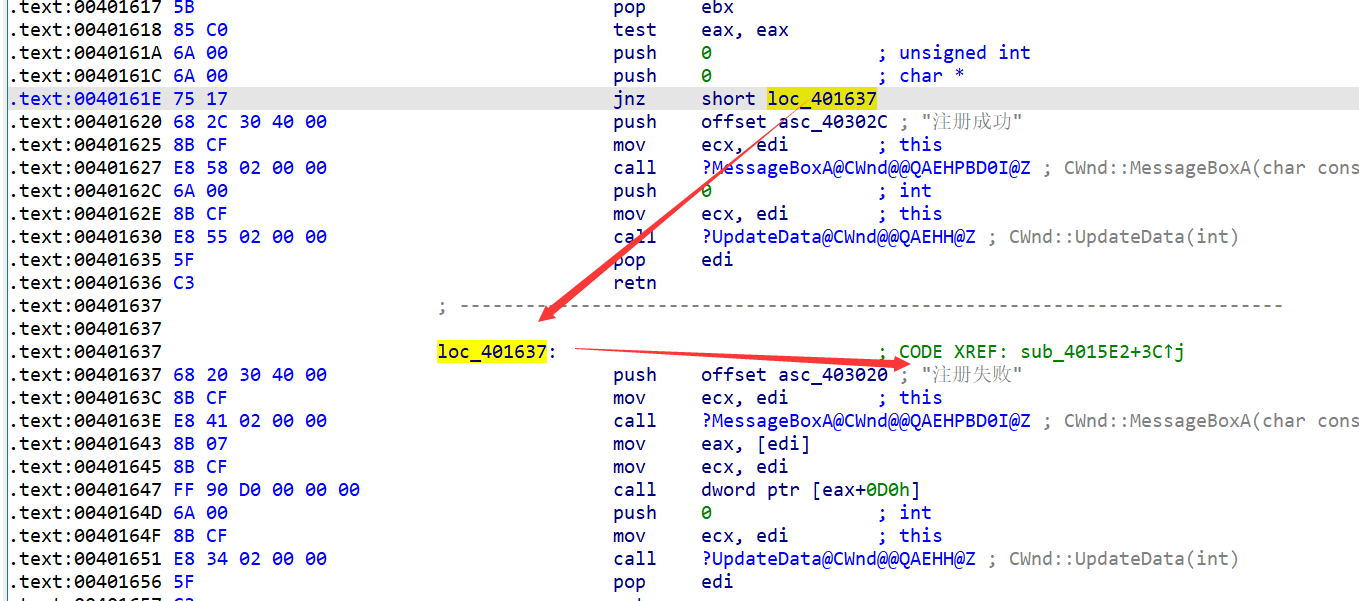 .text:00401617 5B pop ebx
.text:00401618 85 C0 test eax, eax
.text:0040161A 6A 00 push 0 ; unsigned int
.text:0040161C 6A 00 push 0 ; char *
.text:0040161E 75 17 jnz short loc_401637
.text:00401620 68 2C 30 40 00 push offset asc_40302C ; "注册成功"
.text:00401625 8B CF mov ecx, edi ; this
.text:00401627 E8 58 02 00 00 call ?MessageBoxA@CWnd@@QAEHPBD0I@Z ; CWnd::MessageBoxA(char cons
.text:0040162C 6A 00 push 0 ; int
.text:0040162E 8B CF mov ecx, edi ; this
.text:00401630 E8 55 02 00 00 call ?UpdateData@CWnd@@QAEHH@Z ; CWnd::UpdateData(int)
.text:00401635 5F pop edi
.text:00401636 C3 retn
.text:00401637 ; ---------------------------------------------------------------------------
.text:00401637
.text:00401637 loc_401637: ; CODE XREF: sub_4015E2+3C↑j
.text:00401637 68 20 30 40 00 push offset asc_403020 ; "注册失败"
.text:0040163C 8B CF mov ecx, edi ; this
.text:0040163E E8 41 02 00 00 call ?MessageBoxA@CWnd@@QAEHPBD0I@Z ; CWnd::MessageBoxA(char cons
.text:00401643 8B 07 mov eax, [edi]
.text:00401645 8B CF mov ecx, edi
.text:00401647 FF 90 D0 00 00 00 call dword ptr [eax+0D0h]
.text:0040164D 6A 00 push 0 ; int
.text:0040164F 8B CF mov ecx, edi ; this
.text:00401651 E8 34 02 00 00 call ?UpdateData@CWnd@@QAEHH@Z ; CWnd::UpdateData(int)
.text:00401656 5F pop edi